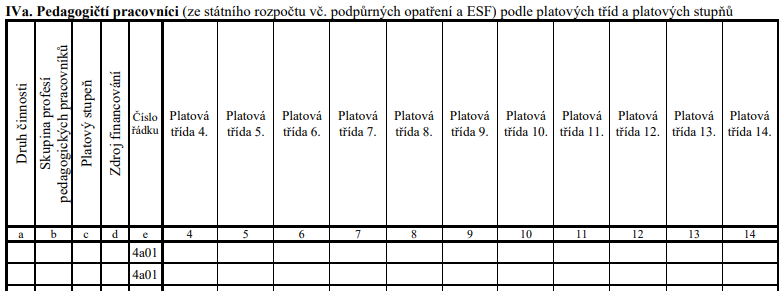 IVa. Pedagogičtí pracovníci (ze státního rozpočtu vč. podpůrných opatření a ESF) podle platových tříd a platových stupňů
Druh činnosti
Skupina profesí
pedagogických pracovníků
Platový stupeň
Zdroj financování
Číslo
řádku
Platová
třída 4.
Platová
třída 5.
Platová
třída 6.
Platová
třída 7.
Platová
třída 8.
Platová
třída 9.
Platová
třída 10.
Platová
třída 11.
Platová
třída 12.
Platová
třída 13.
Platová
třída 14.
a b c d e 4 5 6 7 8 9 10 11 12 13 14
4a01
4a01